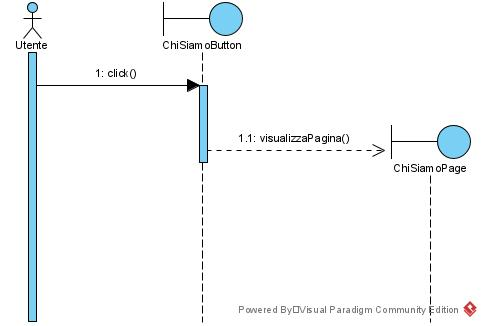 Utente
ChiSiamoButton
1: click()
1.1: visualizzaPagina()
ChiSiamoPage
Powered By Visual Paradigm Community Edition